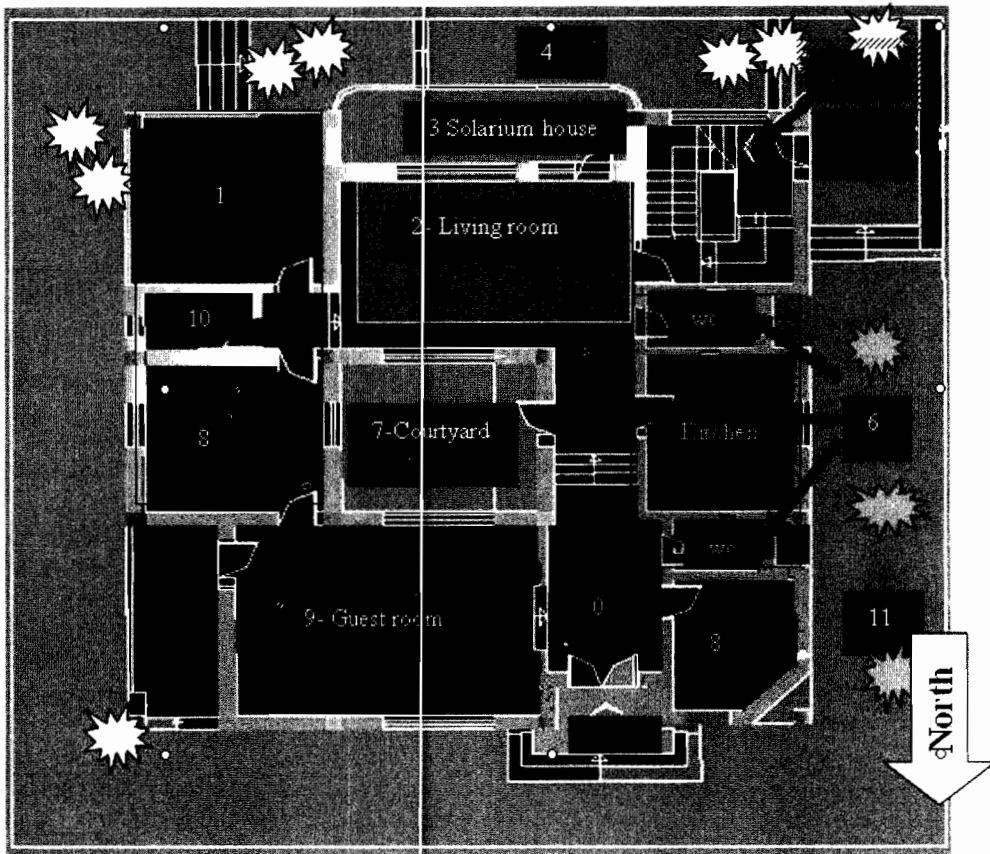 4
3 Solarium house
1
2- Living room
10
wc
6
8
7-Courtyard
Kitchen
wc
11
9- Guest room
0
8
North